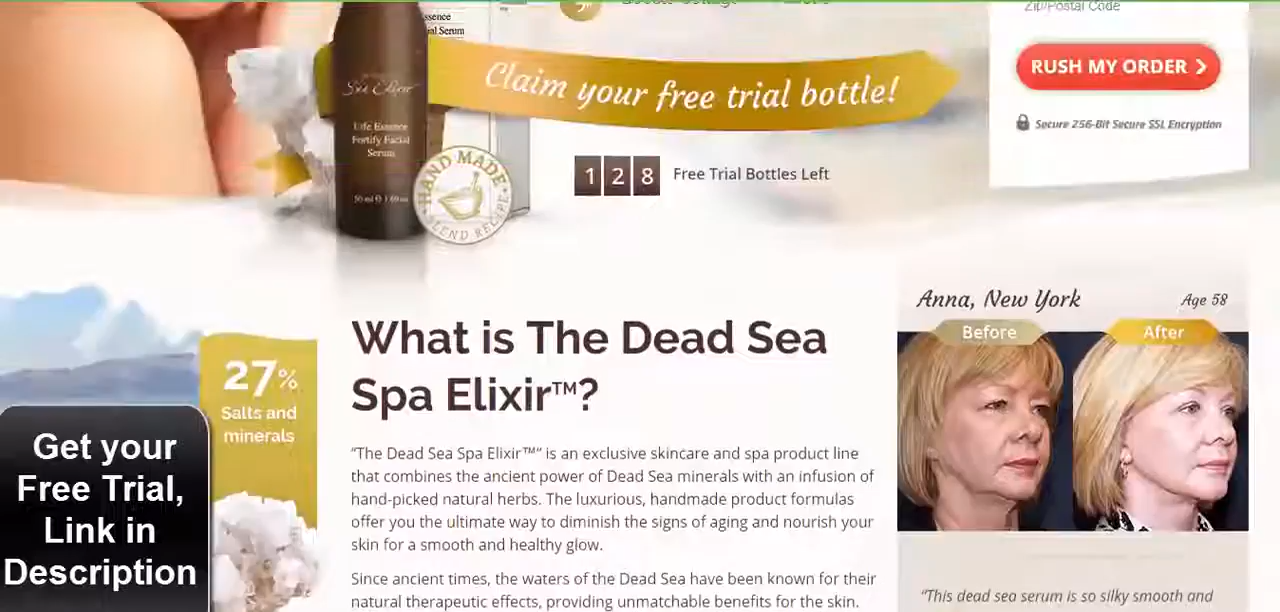 ssence
ial Serum
Zip/Postal Code
RUSH MY ORDER
Secure 256-Bit Secure SSL Encryption
Claim your free trial bottle!
Sea Elixir
Life Essence
Fortify Facial
Serum
HAND MADE
BLEND RECIPE
128 Free Trial Bottles Left
Anna, New York Age 58
Before After
What is The Dead Sea
Spa Elixir™?
27%
Salts and
minerals
Get your
Free Trial,
Link in
Description
“The Dead Sea Spa Elixir™“ is an exclusive skincare and spa product line
that combines the ancient power of Dead Sea minerals with an infusion of
hand-picked natural herbs. The luxurious, handmade product formulas
offer you the ultimate way to diminish the signs of aging and nourish your
skin for a smooth and healthy glow.
Since ancient times, the waters of the Dead Sea have been known for their
natural therapeutic effects, providing unmatchable benefits for the skin.
“This dead sea serum is so silky smooth and